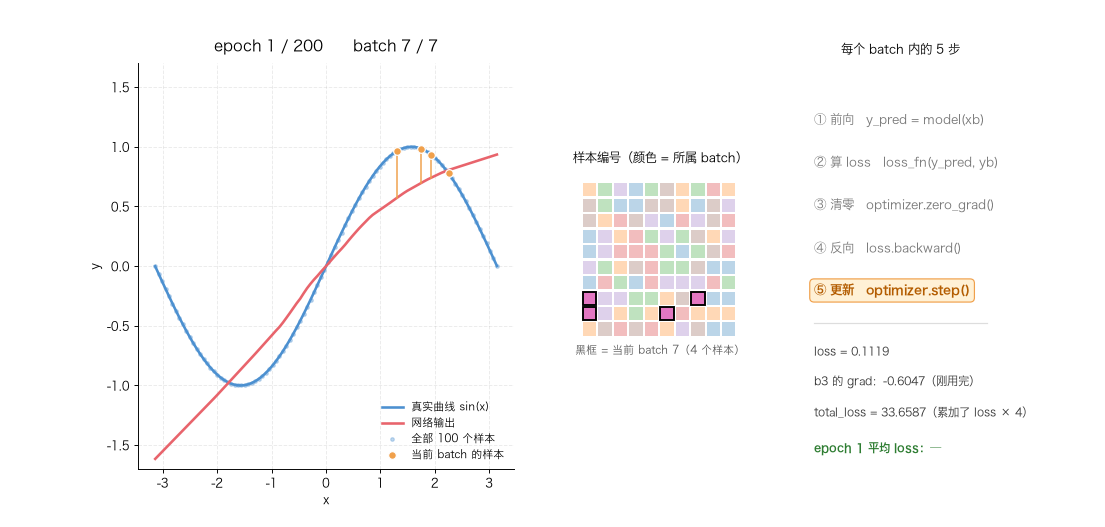 epoch 1 / 200 batch 7 / 7
1.5
1.0
0.5
0.0
-0.5
-1.0
-1.5
y
-3 -2 -1 0 1 2 3
x
真实曲线 sin(x)
网络输出
全部 100 个样本
当前 batch 的样本
样本编号（颜色 = 所属 batch）
黑框 = 当前 batch 7（4 个样本）
每个 batch 内的 5 步
① 前向 y_pred = model(xb)
② 算 loss loss_fn(y_pred, yb)
③ 清零 optimizer.zero_grad()
④ 反向 loss.backward()
⑤ 更新 optimizer.step()
loss = 0.1119
b3 的 grad：-0.6047（刚用完）
total_loss = 33.6587（累加了 loss × 4）
epoch 1 平均 loss：—